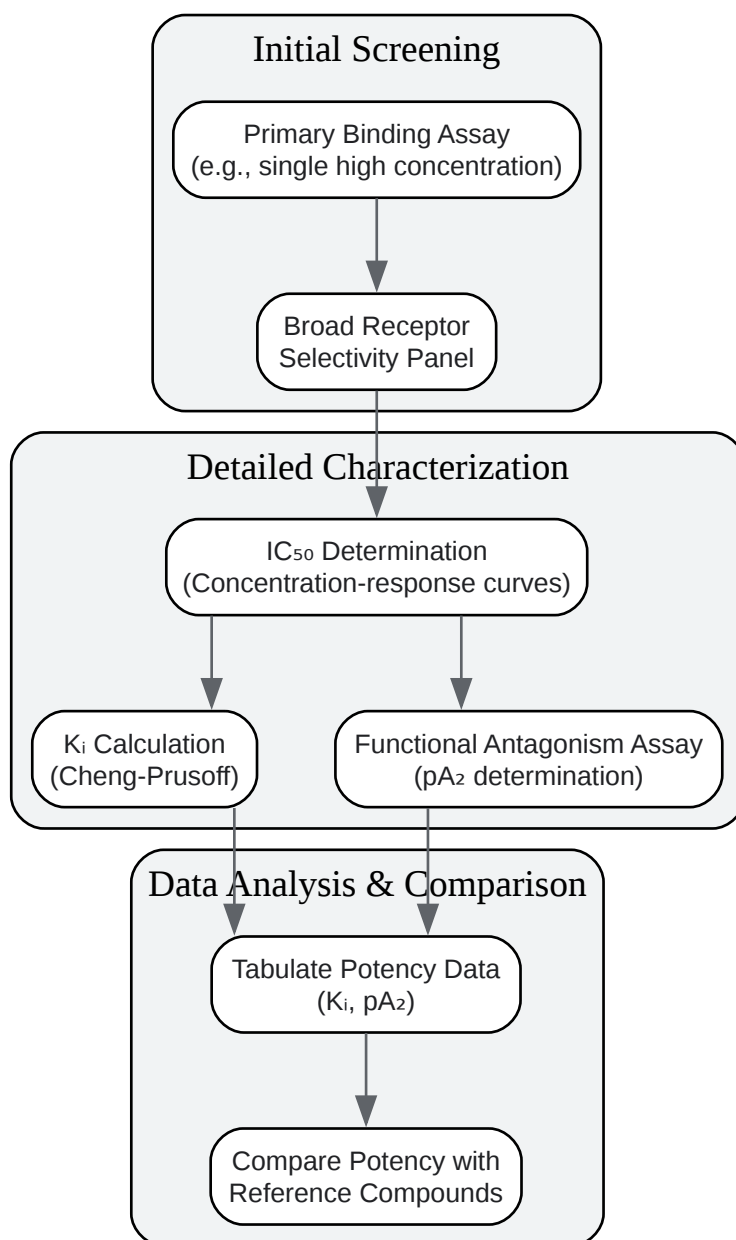 Initial Screening
Primary Binding Assay
(e.g., single high concentration)
Broad Receptor
Selectivity Panel
Detailed Characterization
IC₅₀ Determination
(Concentration-response curves)
Kᵢ Calculation
(Cheng-Prusoff)
Functional Antagonism Assay
(pA₂ determination)
Data Analysis & Comparison
Tabulate Potency Data
(Kᵢ, pA₂)
Compare Potency with
Reference Compounds